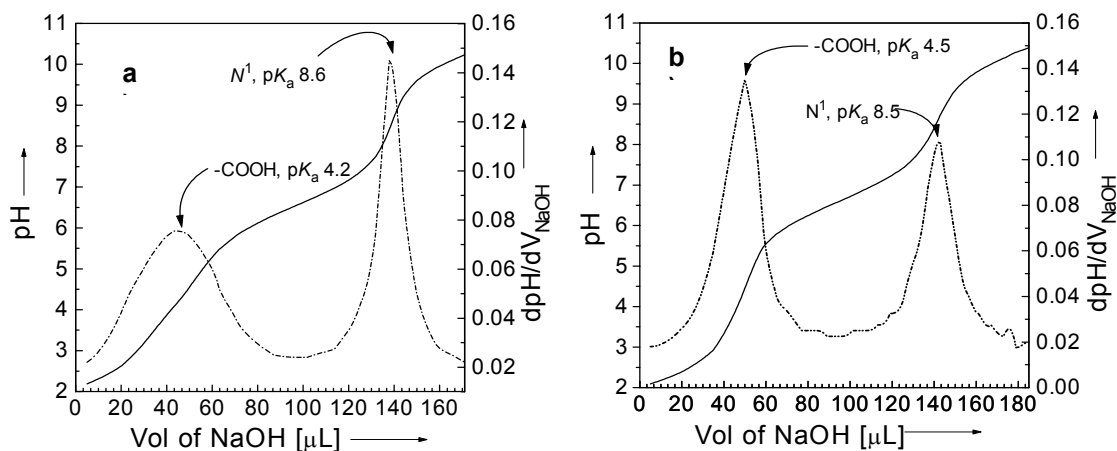 a
N¹, pKa 8.6
-COOH, pKa 4.2
pH
11
10
9
8
7
6
5
4
3
2
0 20 40 60 80 100 120 140 160
Vol of NaOH [μL]
0.16
0.14
0.12
0.10
0.08
0.06
0.04
0.02
dpH/dVNaOH
b
-COOH, pKa 4.5
N¹, pKa 8.5
pH
11
10
9
8
7
6
5
4
3
2
0 20 40 60 80 100 120 140 160 180
Vol of NaOH [μL]
0.16
0.14
0.12
0.10
0.08
0.06
0.04
0.02
0.00
dpH/dVNaOH